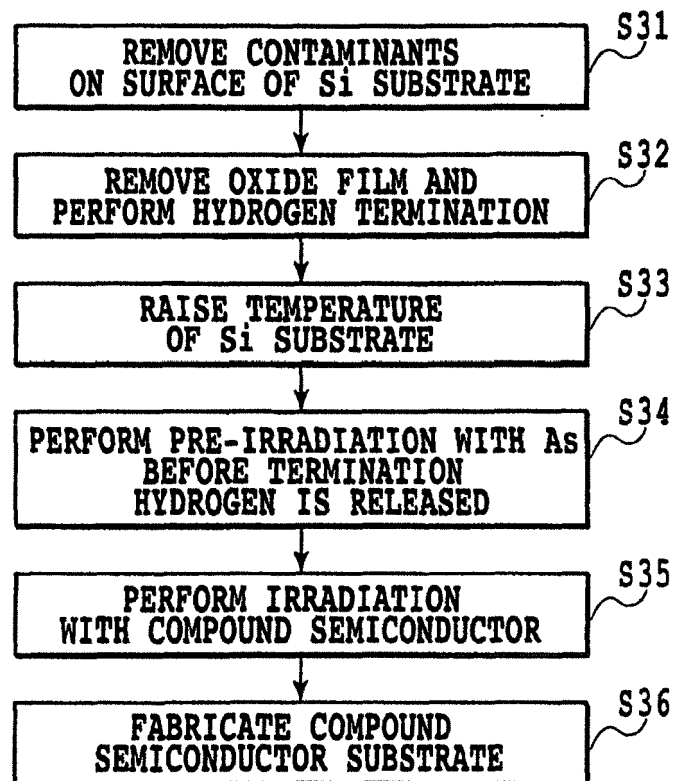 S31
REMOVE CONTAMINANTS
ON SURFACE OF Si SUBSTRATE
S32
REMOVE OXIDE FILM AND
PERFORM HYDROGEN TERMINATION
S33
RAISE TEMPERATURE
OF Si SUBSTRATE
S34
PERFORM PRE-IRRADIATION WITH As
BEFORE TERMINATION
HYDROGEN IS RELEASED
S35
PERFORM IRRADIATION
WITH COMPOUND SEMICONDUCTOR
S36
FABRICATE COMPOUND
SEMICONDUCTOR SUBSTRATE